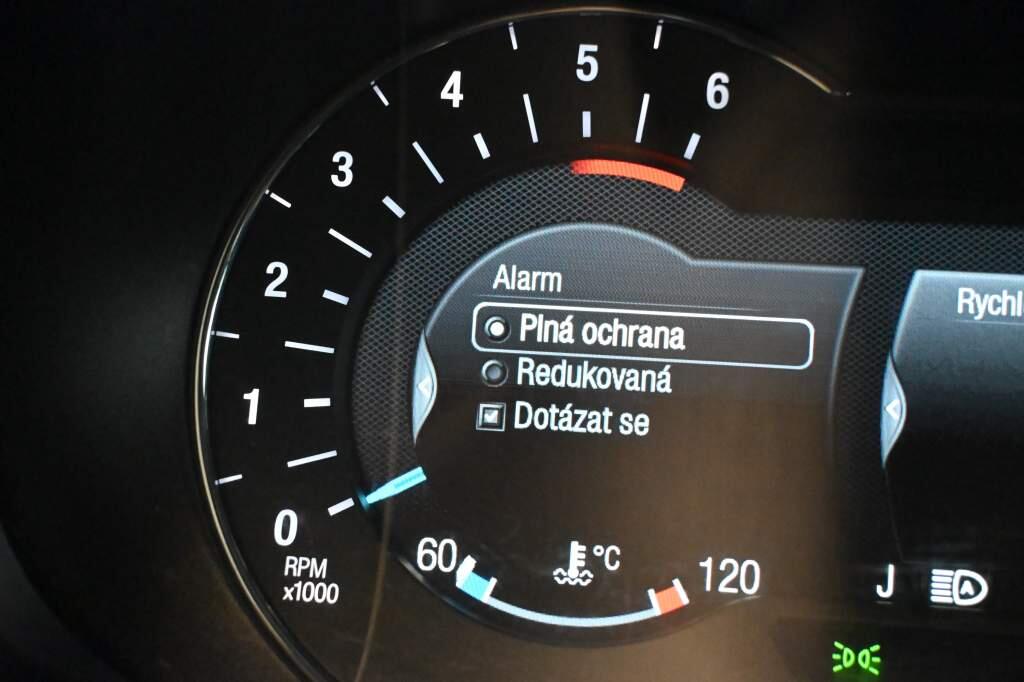 5
4
6
3
2
Alarm
Rychl
Plná ochrana
Redukovaná
1
Dotázat se
0
60
°C
120
RPM
x1000
J
A